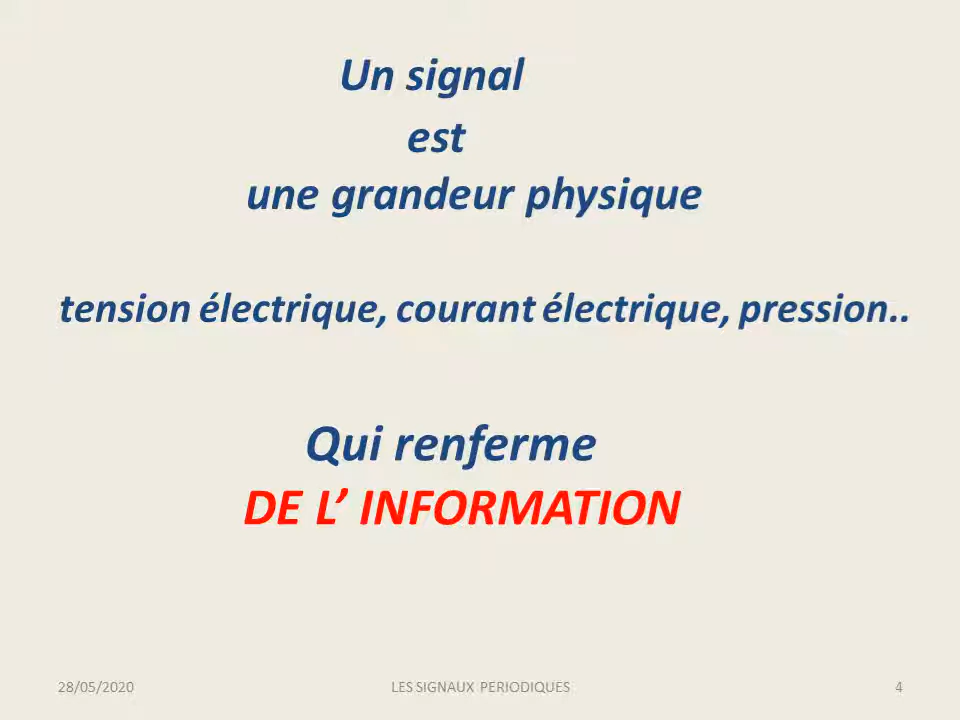 Un signal
est
une grandeur physique
tension électrique, courant électrique, pression..
Qui renferme
DE L’ INFORMATION
28/05/2020 LES SIGNAUX PERIODIQUES 4